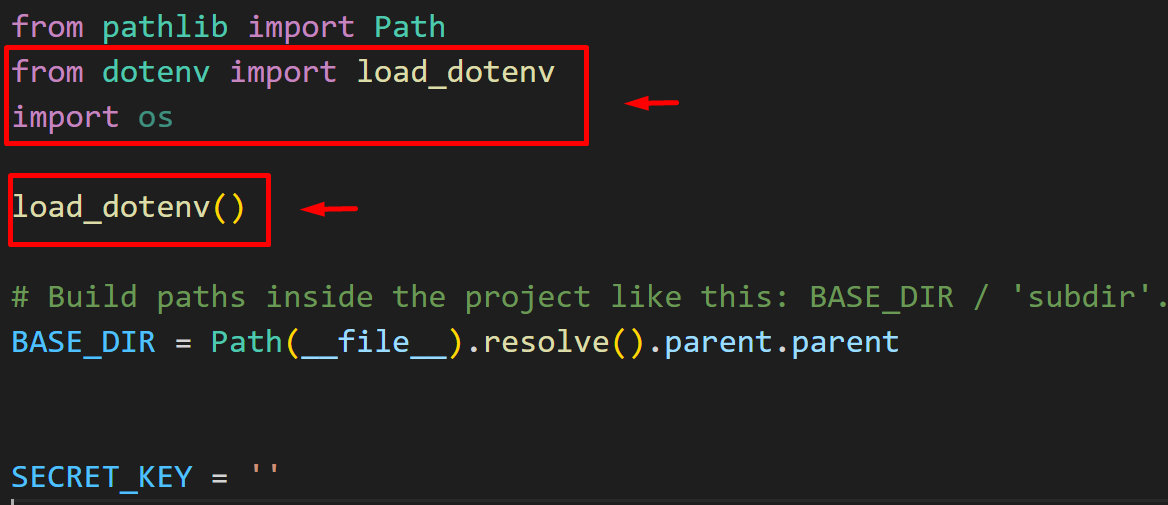 from pathlib import Path
from dotenv import load_dotenv
import os
load_dotenv()
# Build paths inside the project like this: BASE_DIR / 'subdir'.
BASE_DIR = Path(__file__).resolve().parent.parent
SECRET_KEY = ''